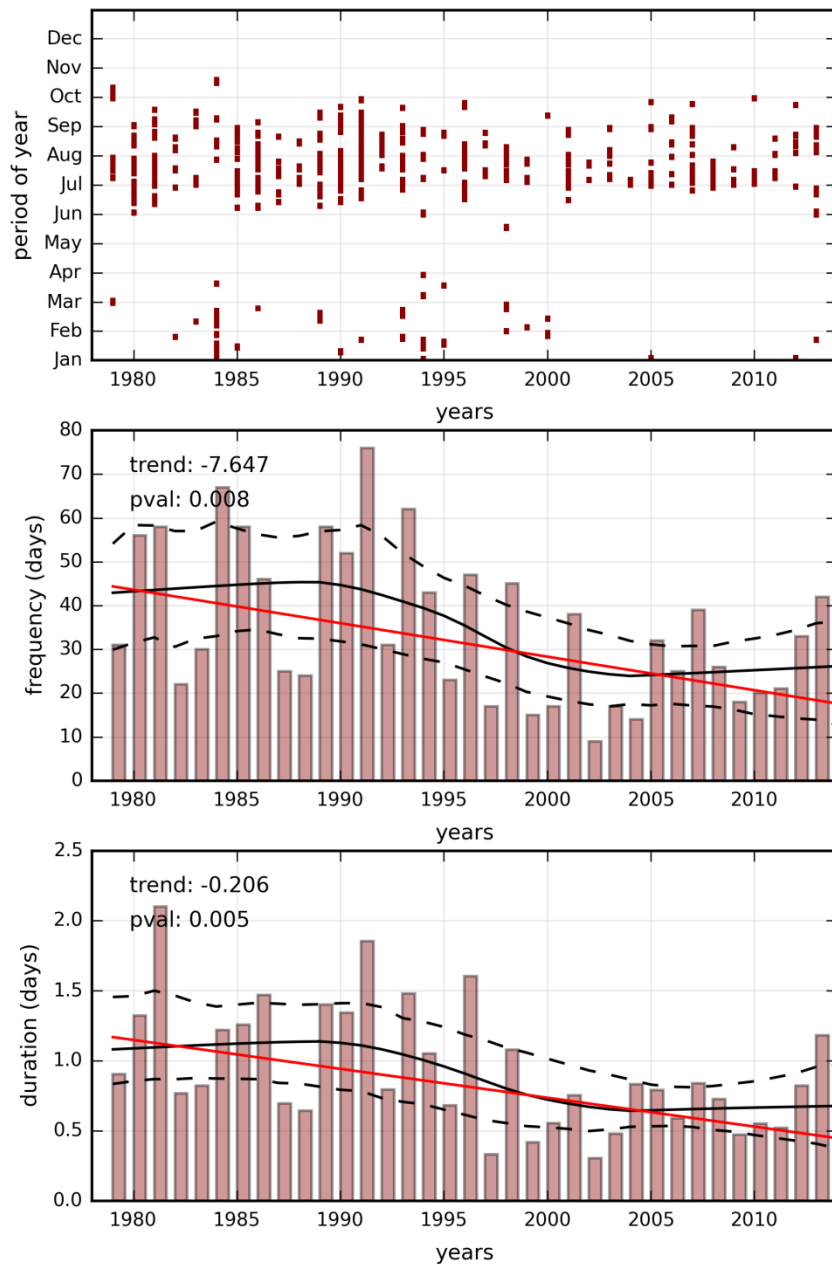 Dec
Nov
Oct
Sep
Aug
Jul
Jun
May
Apr
Mar
Feb
Jan
period of year
1980 1985 1990 1995 2000 2005 2010
years
80
70
60
50
40
30
20
10
0
frequency (days)
trend: -7.647
pval: 0.008
1980 1985 1990 1995 2000 2005 2010
years
2.5
2.0
1.5
1.0
0.5
0.0
duration (days)
trend: -0.206
pval: 0.005
1980 1985 1990 1995 2000 2005 2010
years